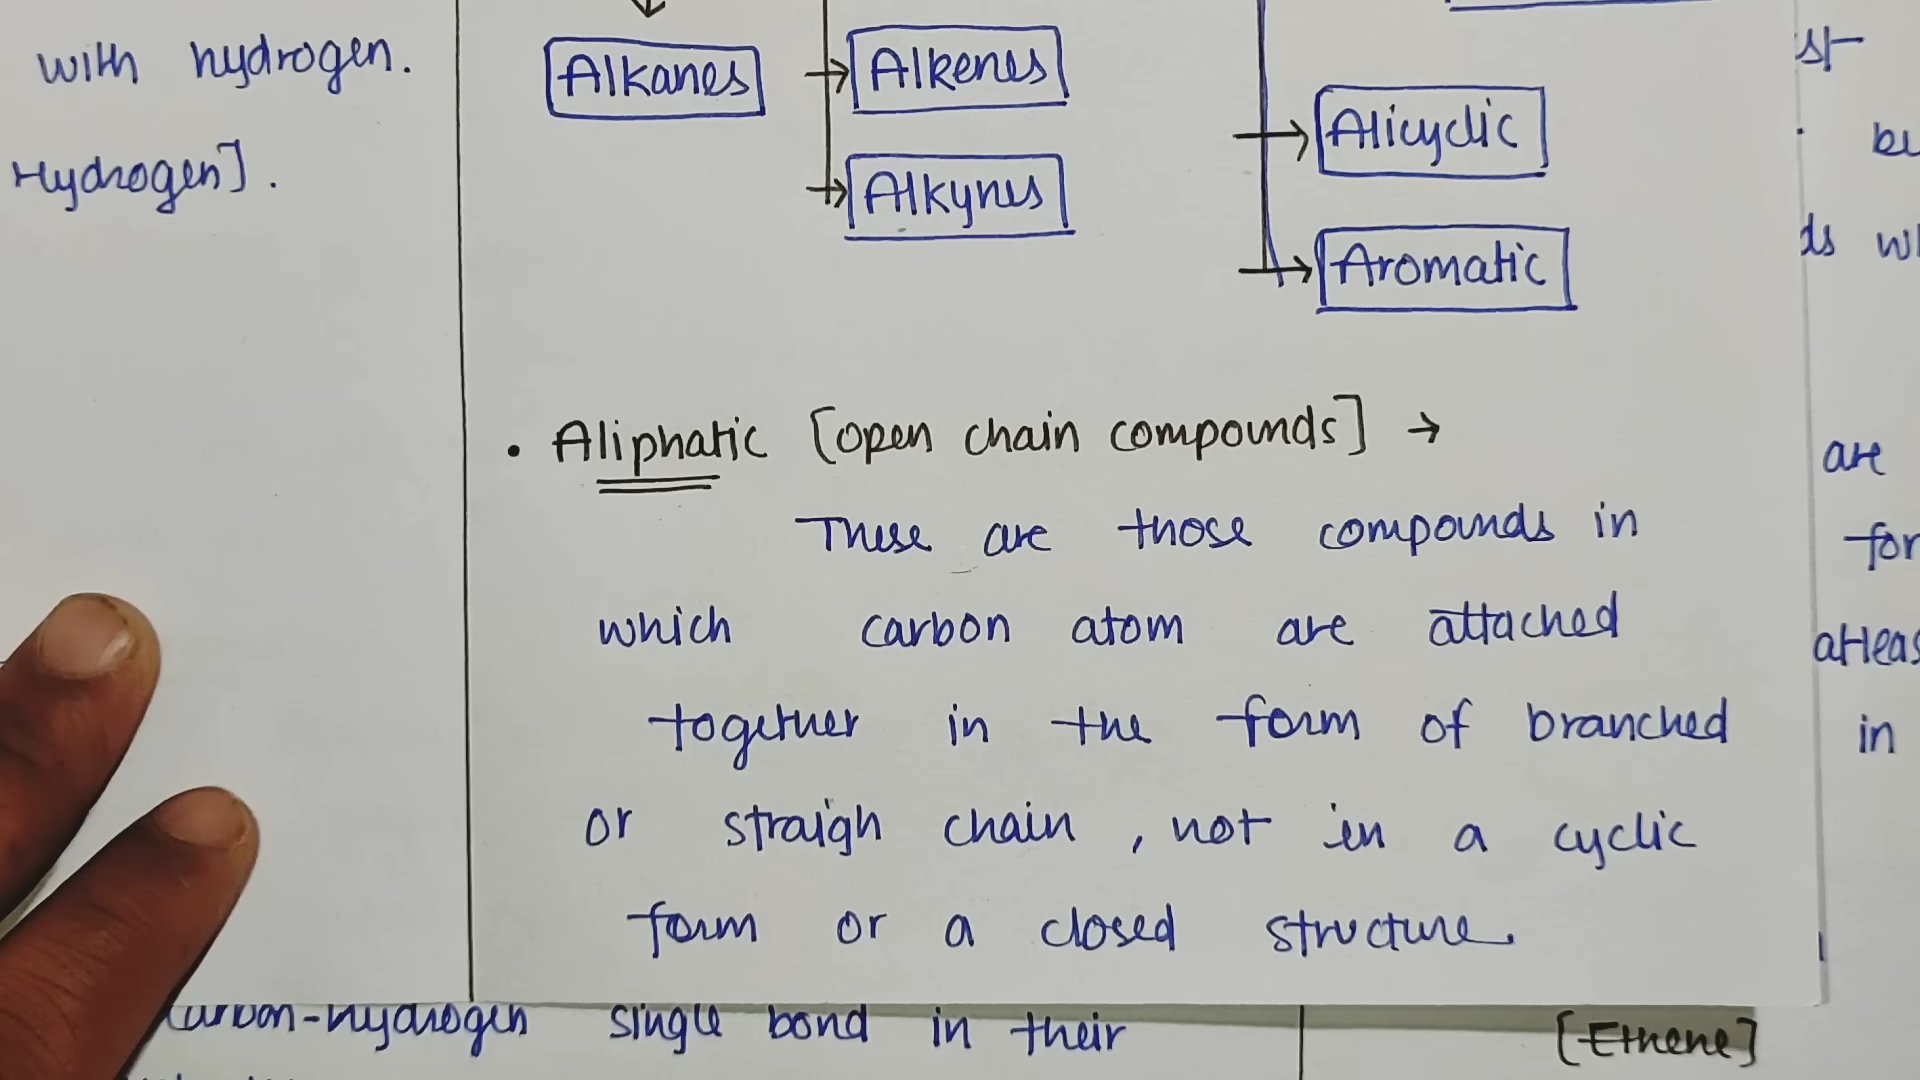 with hydrogen.
Hydrogen].
Alkanes
Alkenes
Alkynes
Alicyclic
Aromatic
• Aliphatic [open chain compounds] →
These are those compounds in
which carbon atom are attached
together in the form of branched
or straigh chain, not in a cyclic
form or a closed structure.
carbon-hydrogen single bond in their
[Ethene]
are
for
in